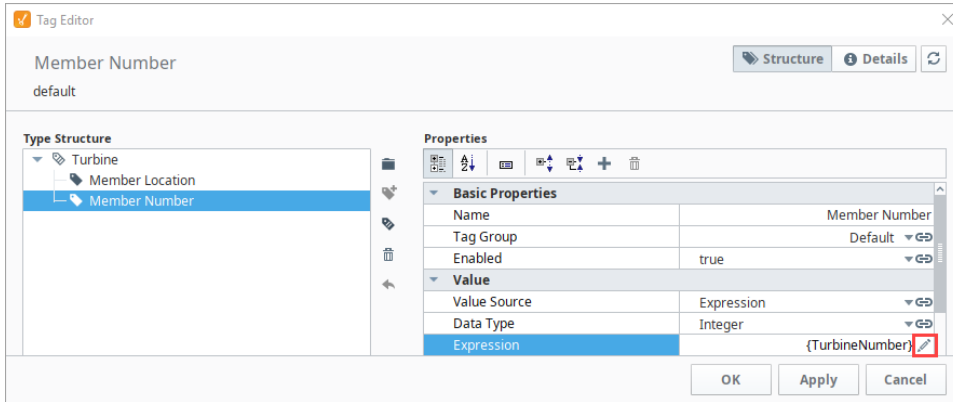 Tag Editor
Member Number
Structure
Details
default
Type Structure
Turbine
Member Location
Member Number
Properties
Basic Properties
Name Member Number
Tag Group Default
Enabled true
Value
Value Source Expression
Data Type Integer
Expression {TurbineNumber}
OK Apply Cancel